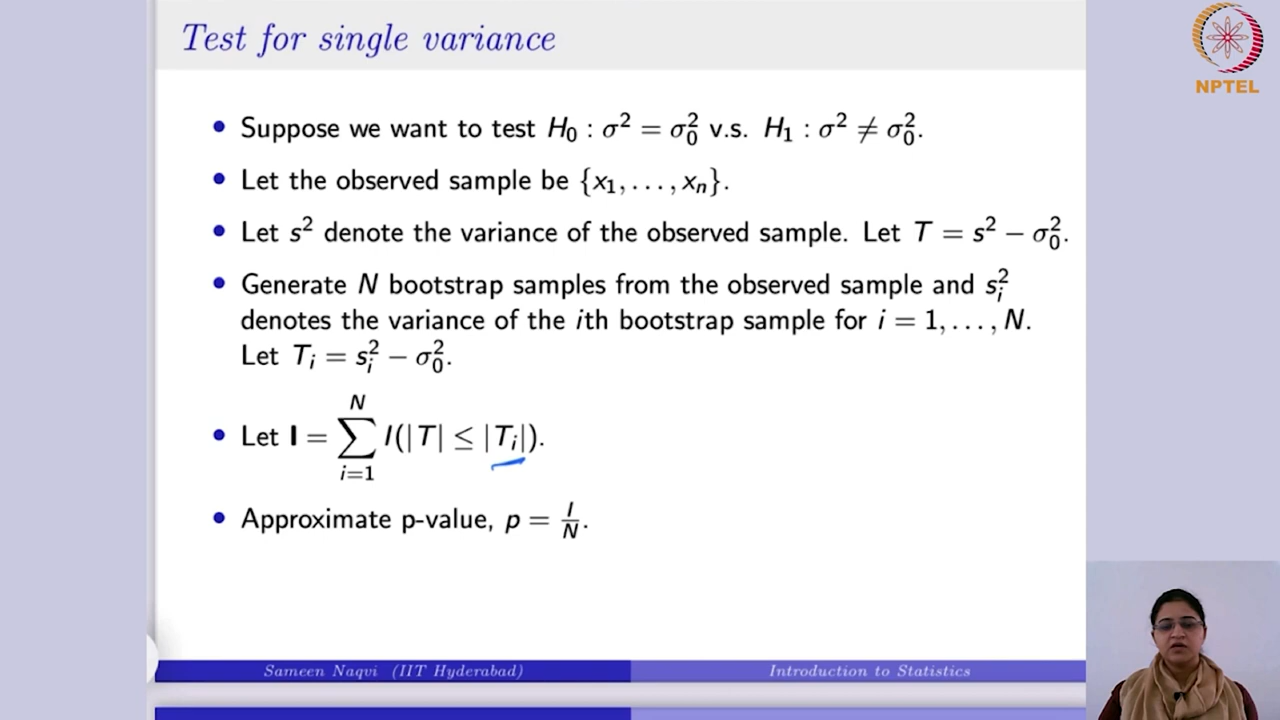 Test for single variance
NPTEL
• Suppose we want to test H₀ : σ² = σ₀² v.s. H₁ : σ² ≠ σ₀².
• Let the observed sample be {x₁, . . . , xₙ}.
• Let s² denote the variance of the observed sample. Let T = s² − σ₀².
• Generate N bootstrap samples from the observed sample and sᵢ²
denotes the variance of the ith bootstrap sample for i = 1, . . . , N.
Let Tᵢ = sᵢ² − σ₀².
• Let I = ∑ᵢ₌₁ᴺ I(|T| ≤ |Tᵢ|).
• Approximate p-value, p = I/N.
Sameen Naqvi (IIT Hyderabad) Introduction to Statistics